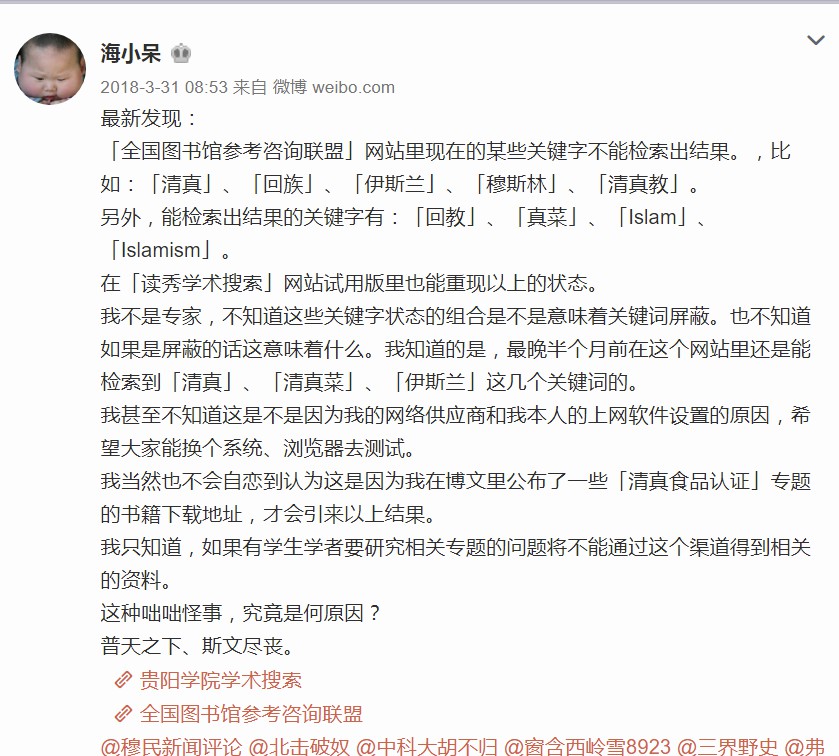 海小呆
2018-3-31 08:53 来自 微博 weibo.com
最新发现：
「全国图书馆参考咨询联盟」网站里现在的某些关键字不能检索出结果。，比
如：「清真」、「回族」、「伊斯兰」、「穆斯林」、「清真教」。
另外，能检索出结果的关键字有：「回教」、「真菜」、「Islam」、
「Islamism」。
在「读秀学术搜索」网站试用版里也能重现以上的状态。
我不是专家，不知道这些关键字状态的组合是不是意味着关键词屏蔽。也不知道
如果是屏蔽的话这意味着什么。我知道的是，最晚半个月前在这个网站里还是能
检索到「清真」、「清真菜」、「伊斯兰」这几个关键词的。
我甚至不知道这是不是因为我的网络供应商和我本人的上网软件设置的原因，希
望大家能换个系统、浏览器去测试。
我当然也不会自恋到认为这是因为我在博文里公布了一些「清真食品认证」专题
的书籍下载地址，才会引来以上结果。
我只知道，如果有学生学者要研究相关专题的问题将不能通过这个渠道得到相关
的资料。
这种咄咄怪事，究竟是何原因？
普天之下、斯文尽丧。
贵阳学院学术搜索
全国图书馆参考咨询联盟
@穆民新闻评论 @北击破奴 @中科大胡不归 @窗含西岭雪8923 @三界野史 @弗